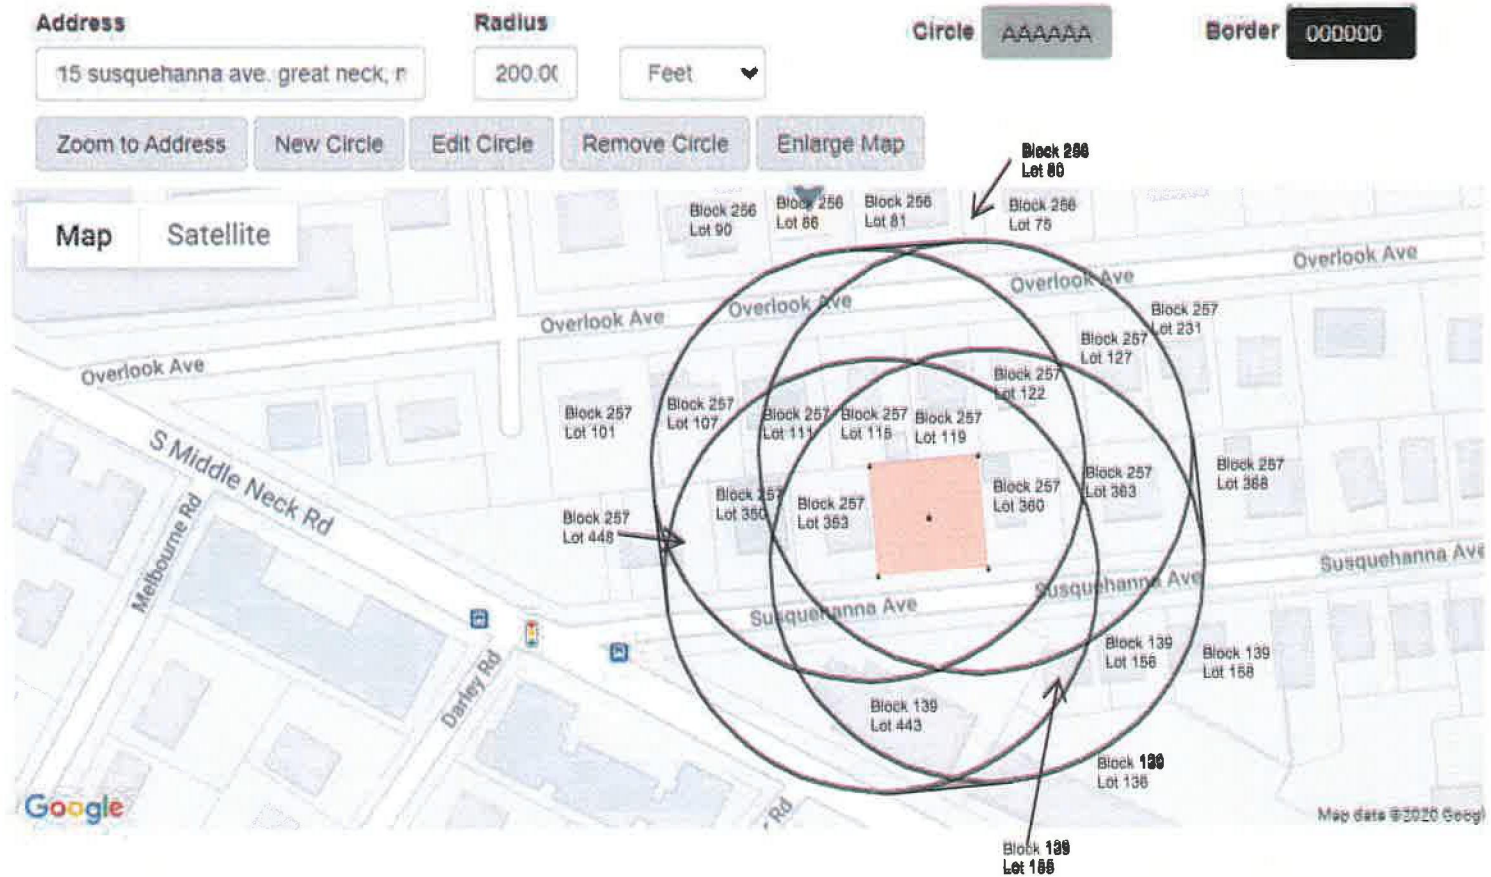 Address
Radius
Circle AAAAAA
Border 000000
15 susquehanna ave. great neck, n
200.00
Feet
Zoom to Address
New Circle
Edit Circle
Remove Circle
Enlarge Map
Map
Satellite
Block 256
Lot 90
Block 256
Lot 86
Block 256
Lot 81
Block 256
Lot 80
Block 256
Lot 75
Overlook Ave
Overlook Ave
Overlook Ave
Overlook Ave
Overlook Ave
Block 257
Lot 231
Block 257
Lot 127
Block 257
Lot 122
Block 257
Lot 101
Block 257
Lot 107
Block 257
Lot 111
Block 257
Lot 115
Block 257
Lot 119
S Middle Neck Rd
Melbourne Rd
Block 257
Lot 448
Block 257
Lot 350
Block 257
Lot 353
Block 257
Lot 360
Block 257
Lot 363
Block 257
Lot 368
Susquehanna Ave
Susquehanna Ave
Susquehanna Ave
Darley Rd
Block 139
Lot 443
Block 139
Lot 156
Block 139
Lot 158
Block
Lot 136
Rd
Google
Map data ©2020 Googl
Block
Lot